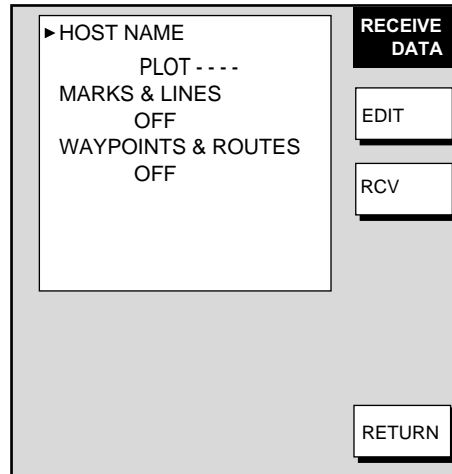 ►HOST NAME
PLOT - - - -
MARKS & LINES
OFF
WAYPOINTS & ROUTES
OFF
RECEIVE
DATA
EDIT
RCV
RETURN